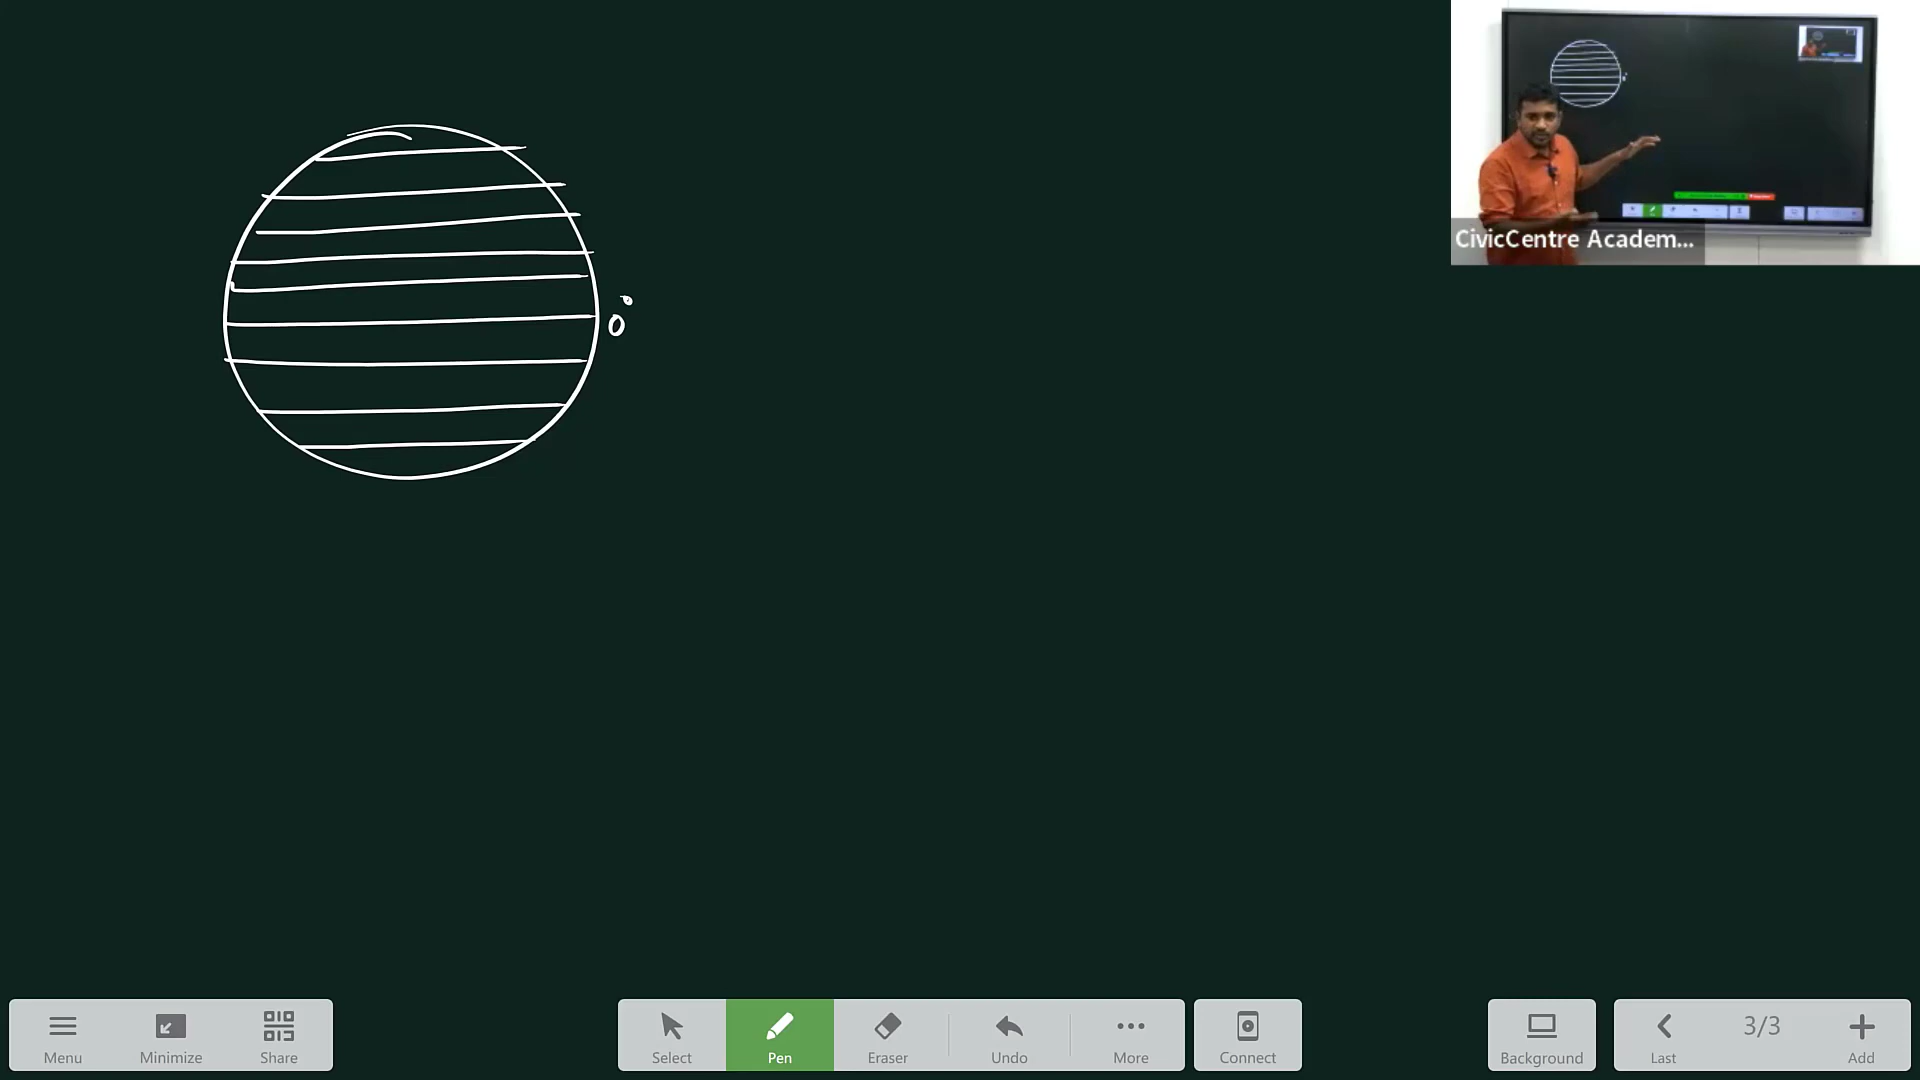 0°
CivicCentre Academ...
Menu
Minimize
Share
Select
Pen
Eraser
Undo
More
Connect
Background
Last
3/3
Add